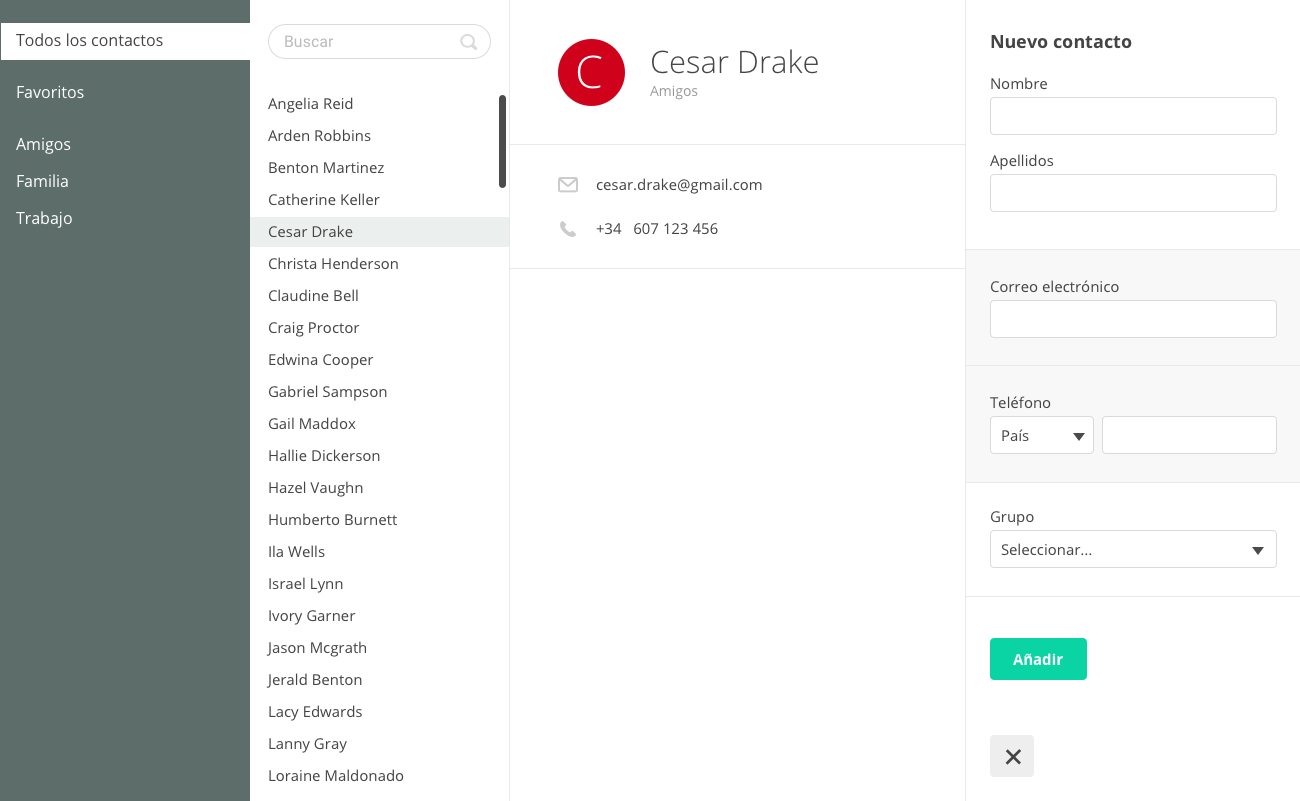 Todos los contactos
Favoritos
Amigos
Familia
Trabajo
Buscar
Angelia Reid
Arden Robbins
Benton Martinez
Catherine Keller
Cesar Drake
Christa Henderson
Claudine Bell
Craig Proctor
Edwina Cooper
Gabriel Sampson
Gail Maddox
Hallie Dickerson
Hazel Vaughn
Humberto Burnett
Ila Wells
Israel Lynn
Ivory Garner
Jason Mcgrath
Jerald Benton
Lacy Edwards
Lanny Gray
Loraine Maldonado
C
Cesar Drake
Amigos
cesar.drake@gmail.com
+34 607 123 456
Nuevo contacto
Nombre
Apellidos
Correo electrónico
Teléfono
País
Grupo
Seleccionar...
Añadir